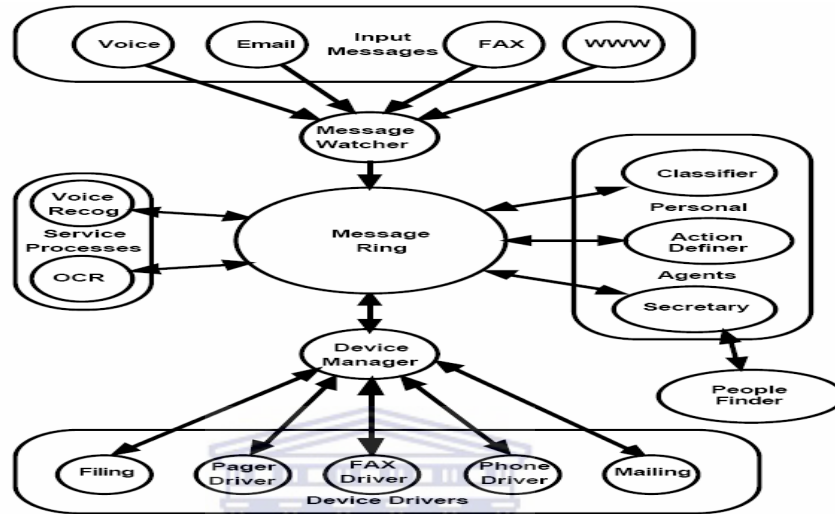 Voice
Email
Input
Messages
FAX
WWW
Message
Watcher
Voice
Recog
Service
Processes
OCR
Message
Ring
Classifier
Personal
Action
Definer
Agents
Secretary
Device
Manager
People
Finder
Filing
Pager
Driver
FAX
Driver
Phone
Driver
Mailing
Device Drivers